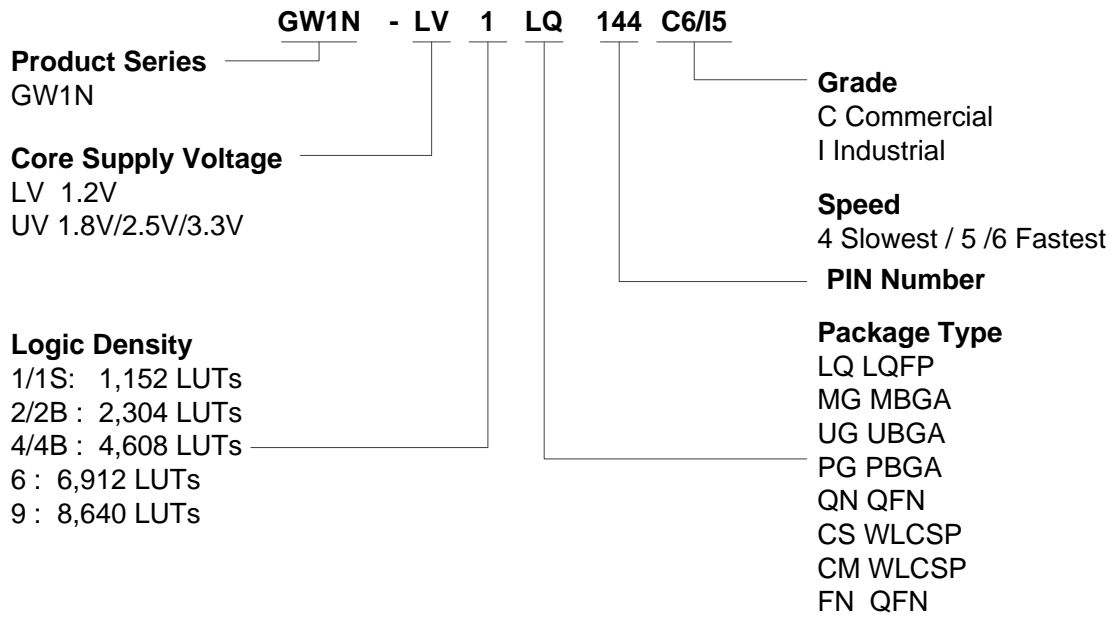 GW1N - LV 1 LQ 144 C6/I5
Product Series
GW1N
Core Supply Voltage
LV 1.2V
UV 1.8V/2.5V/3.3V
Logic Density
1/1S: 1,152 LUTs
2/2B : 2,304 LUTs
4/4B : 4,608 LUTs
6 : 6,912 LUTs
9 : 8,640 LUTs
Grade
C Commercial
I Industrial
Speed
4 Slowest / 5 /6 Fastest
PIN Number
Package Type
LQ LQFP
MG MBGA
UG UBGA
PG PBGA
QN QFN
CS WLCSP
CM WLCSP
FN QFN